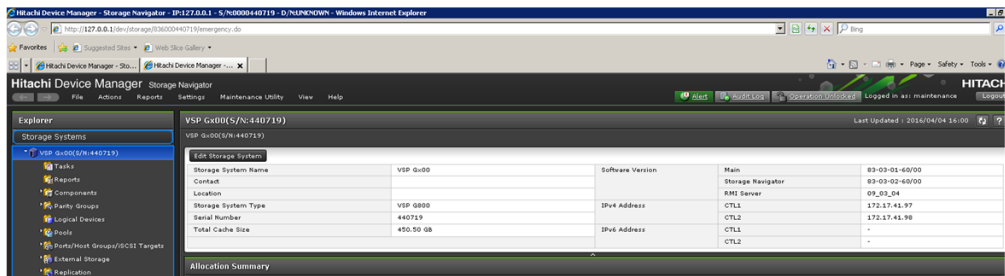 Hitachi Device Manager - Storage Navigator - IP:127.0.0.1 - S/N:0000440719 - D/N:UNKNOWN - Windows Internet Explorer
http://127.0.0.1/dev/storage/836000440719/emergency.do
Bing
Favorites Suggested Sites Web Slice Gallery
Hitachi Device Manager - Sto... Hitachi Device Manager -... x Page Safety Tools
Hitachi Device Manager Storage Navigator HITACH
File Actions Reports Settings Maintenance Utility View Help Alert Audit Log Operation Unlocked Logged in as: maintenance Logout
Explorer VSP Gx00(S/N:440719) Last Updated : 2016/04/04 16:00 ?
Storage Systems VSP Gx00(S/N:440719)
VSP Gx00(S/N:440719) Edit Storage System
Tasks Storage System Name VSP Gx00 Software Version Main 83-03-01-60/00
Reports Contact Storage Navigator 83-03-02-60/00
Components Location RMI Server 09_03_04
Parity Groups Storage System Type VSP G800 IPv4 Address CTL1 172.17.41.97
Logical Devices Serial Number 440719 CTL2 172.17.41.98
Pools Total Cache Size 450.50 GB IPv6 Address CTL1 -
Ports/Host Groups/iSCSI Targets CTL2 -
External Storage
Replication Allocation Summary